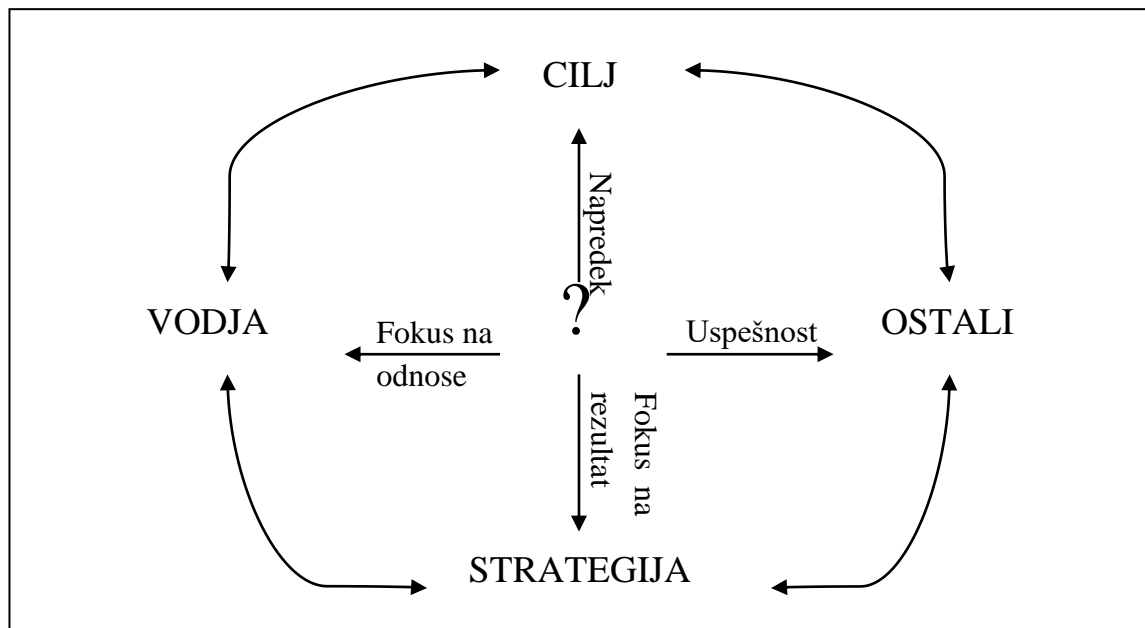 CILJ
Napredek
VODJA
Fokus na
odnose
?
Uspešnost
OSTALI
Fokus na
rezultat
STRATEGIJA